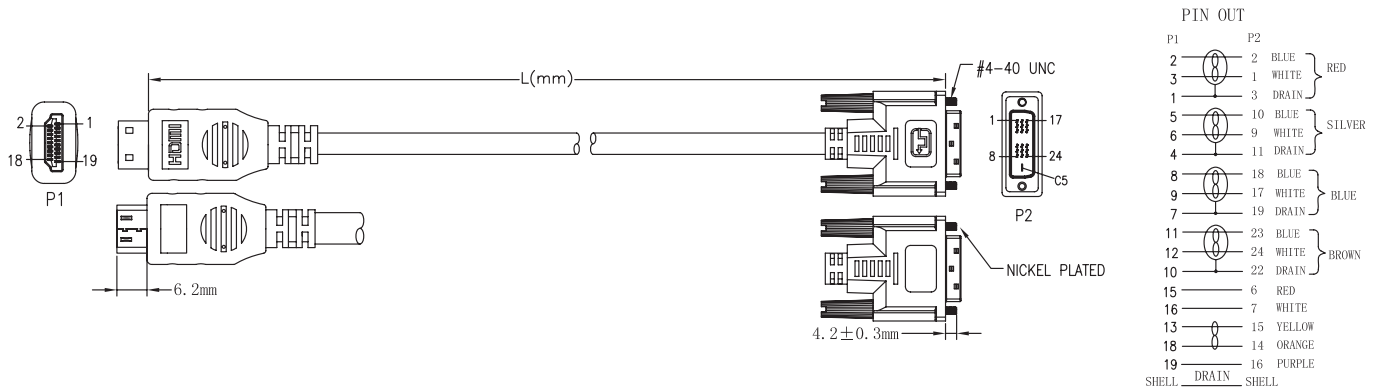 L(mm)
#4-40 UNC
2 1
18 19
P1
HDMI
1 17
8 24
C5
P2
NICKEL PLATED
6.2mm
4.2±0.3mm
PIN OUT
P1 P2
2 2 BLUE
3 1 WHITE RED
1 3 DRAIN
5 10 BLUE
6 9 WHITE SILVER
4 11 DRAIN
8 18 BLUE
9 17 WHITE BLUE
7 19 DRAIN
11 23 BLUE
12 24 WHITE BROWN
10 22 DRAIN
15 6 RED
16 7 WHITE
13 15 YELLOW
18 14 ORANGE
19 16 PURPLE
SHELL DRAIN SHELL